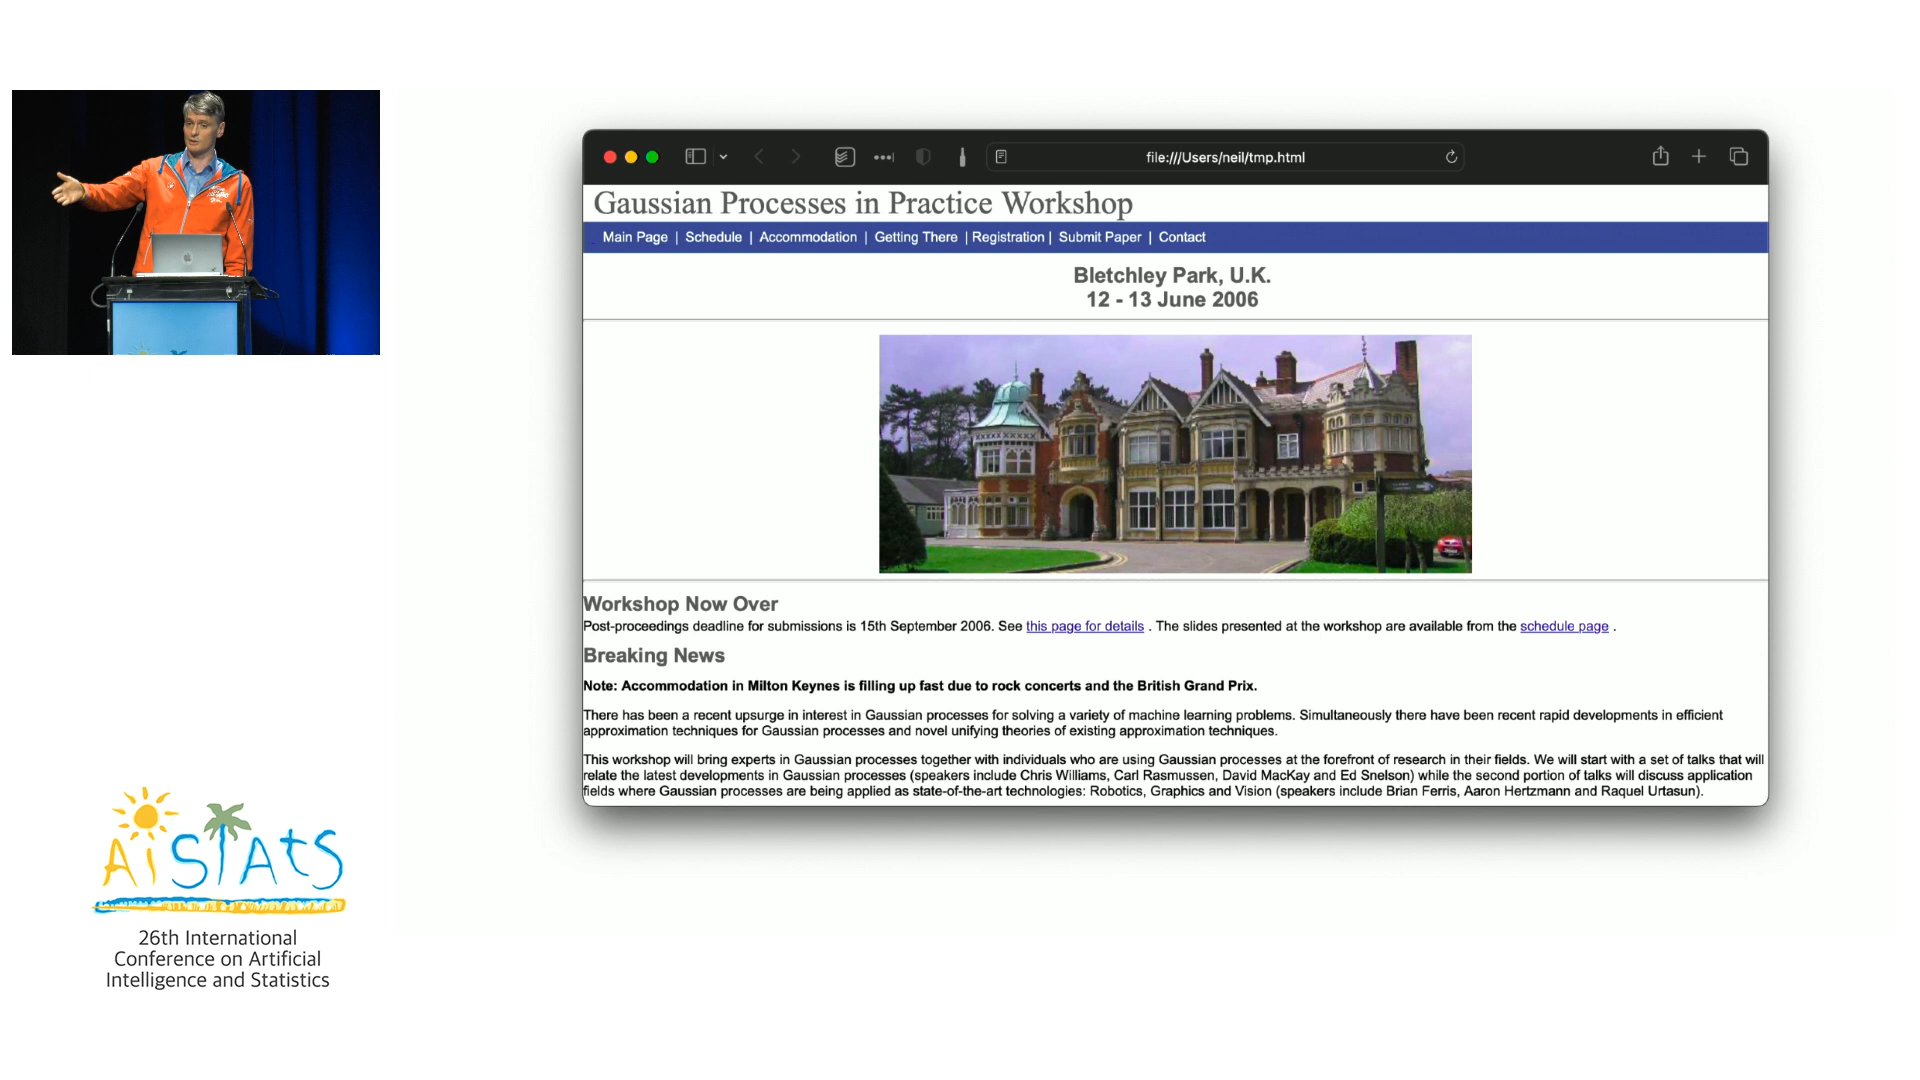 file:///Users/neil/tmp.html
Gaussian Processes in Practice Workshop
Main Page | Schedule | Accommodation | Getting There | Registration | Submit Paper | Contact
Bletchley Park, U.K.
12 - 13 June 2006
Workshop Now Over
Post-proceedings deadline for submissions is 15th September 2006. See this page for details . The slides presented at the workshop are available from the schedule page .
Breaking News
Note: Accommodation in Milton Keynes is filling up fast due to rock concerts and the British Grand Prix.
There has been a recent upsurge in interest in Gaussian processes for solving a variety of machine learning problems. Simultaneously there have been recent rapid developments in efficient
approximation techniques for Gaussian processes and novel unifying theories of existing approximation techniques.
This workshop will bring experts in Gaussian processes together with individuals who are using Gaussian processes at the forefront of research in their fields. We will start with a set of talks that will
relate the latest developments in Gaussian processes (speakers include Chris Williams, Carl Rasmussen, David MacKay and Ed Snelson) while the second portion of talks will discuss application
fields where Gaussian processes are being applied as state-of-the-art technologies: Robotics, Graphics and Vision (speakers include Brian Ferris, Aaron Hertzmann and Raquel Urtasun).
AiSTAtS
26th International
Conference on Artificial
Intelligence and Statistics